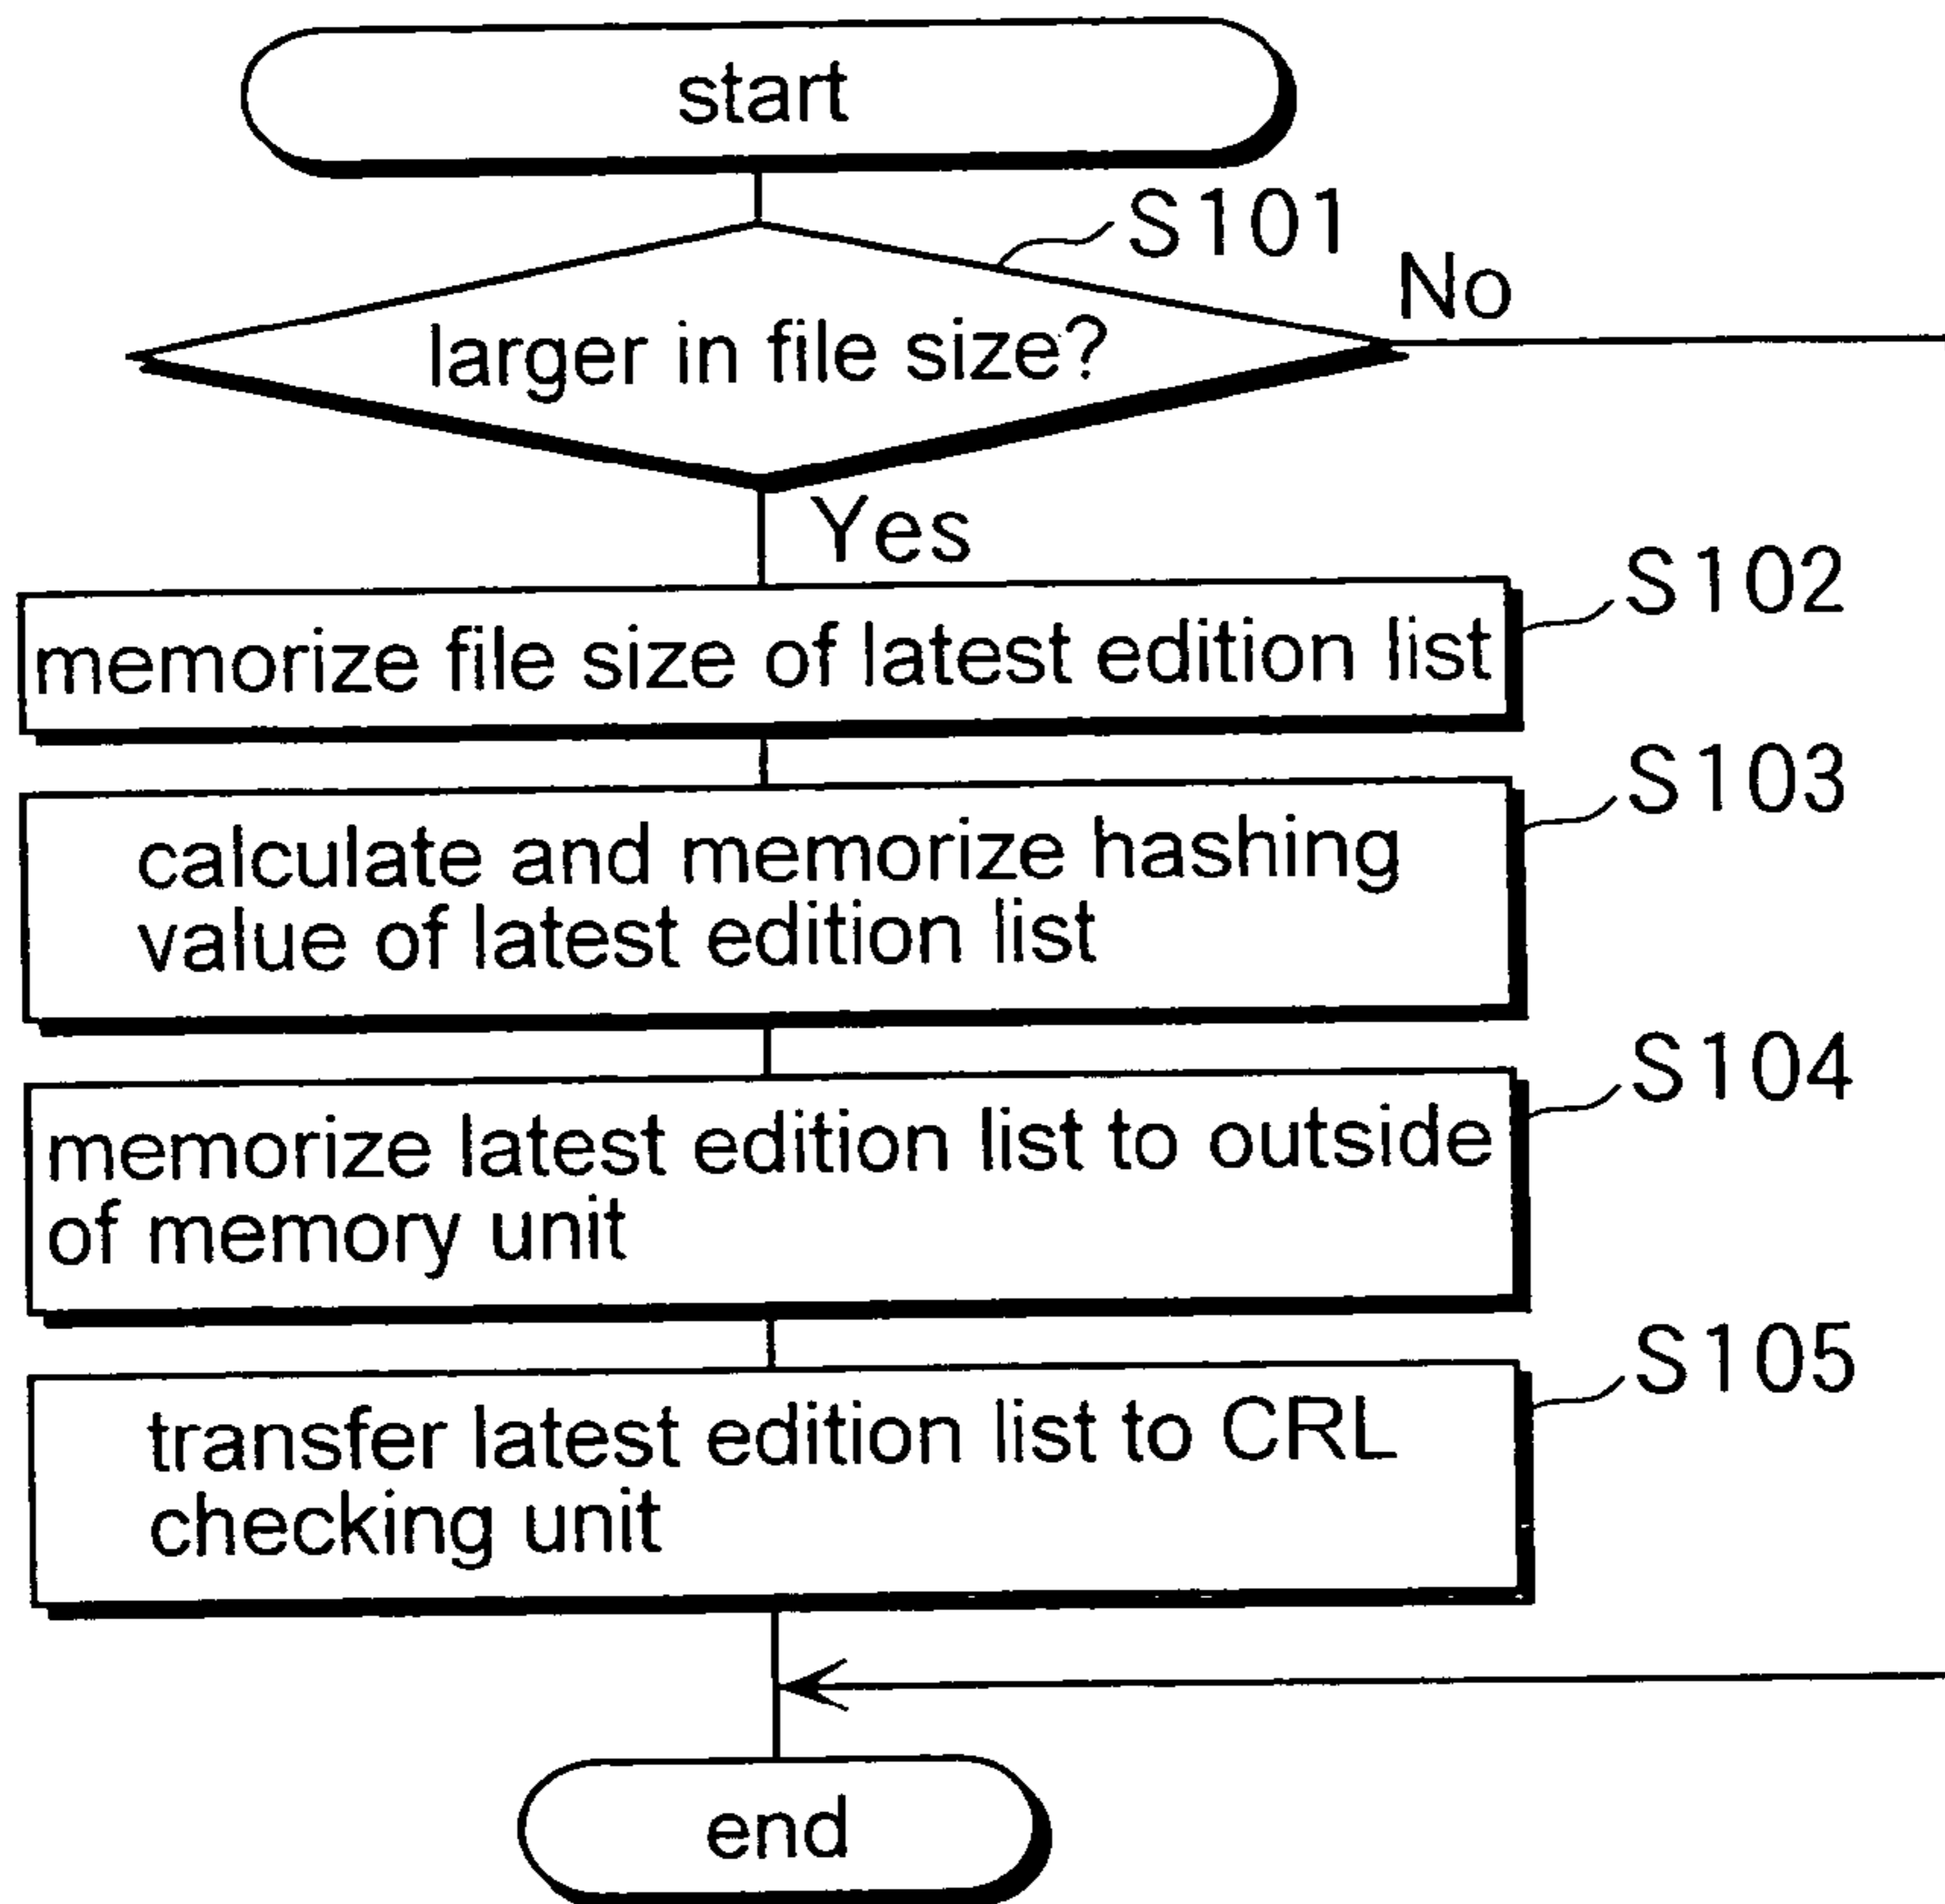 start
S101
No
larger in file size?
Yes
S102
memorize file size of latest edition list
S103
calculate and memorize hashing
value of latest edition list
S104
memorize latest edition list to outside
of memory unit
S105
transfer latest edition list to CRL
checking unit
end